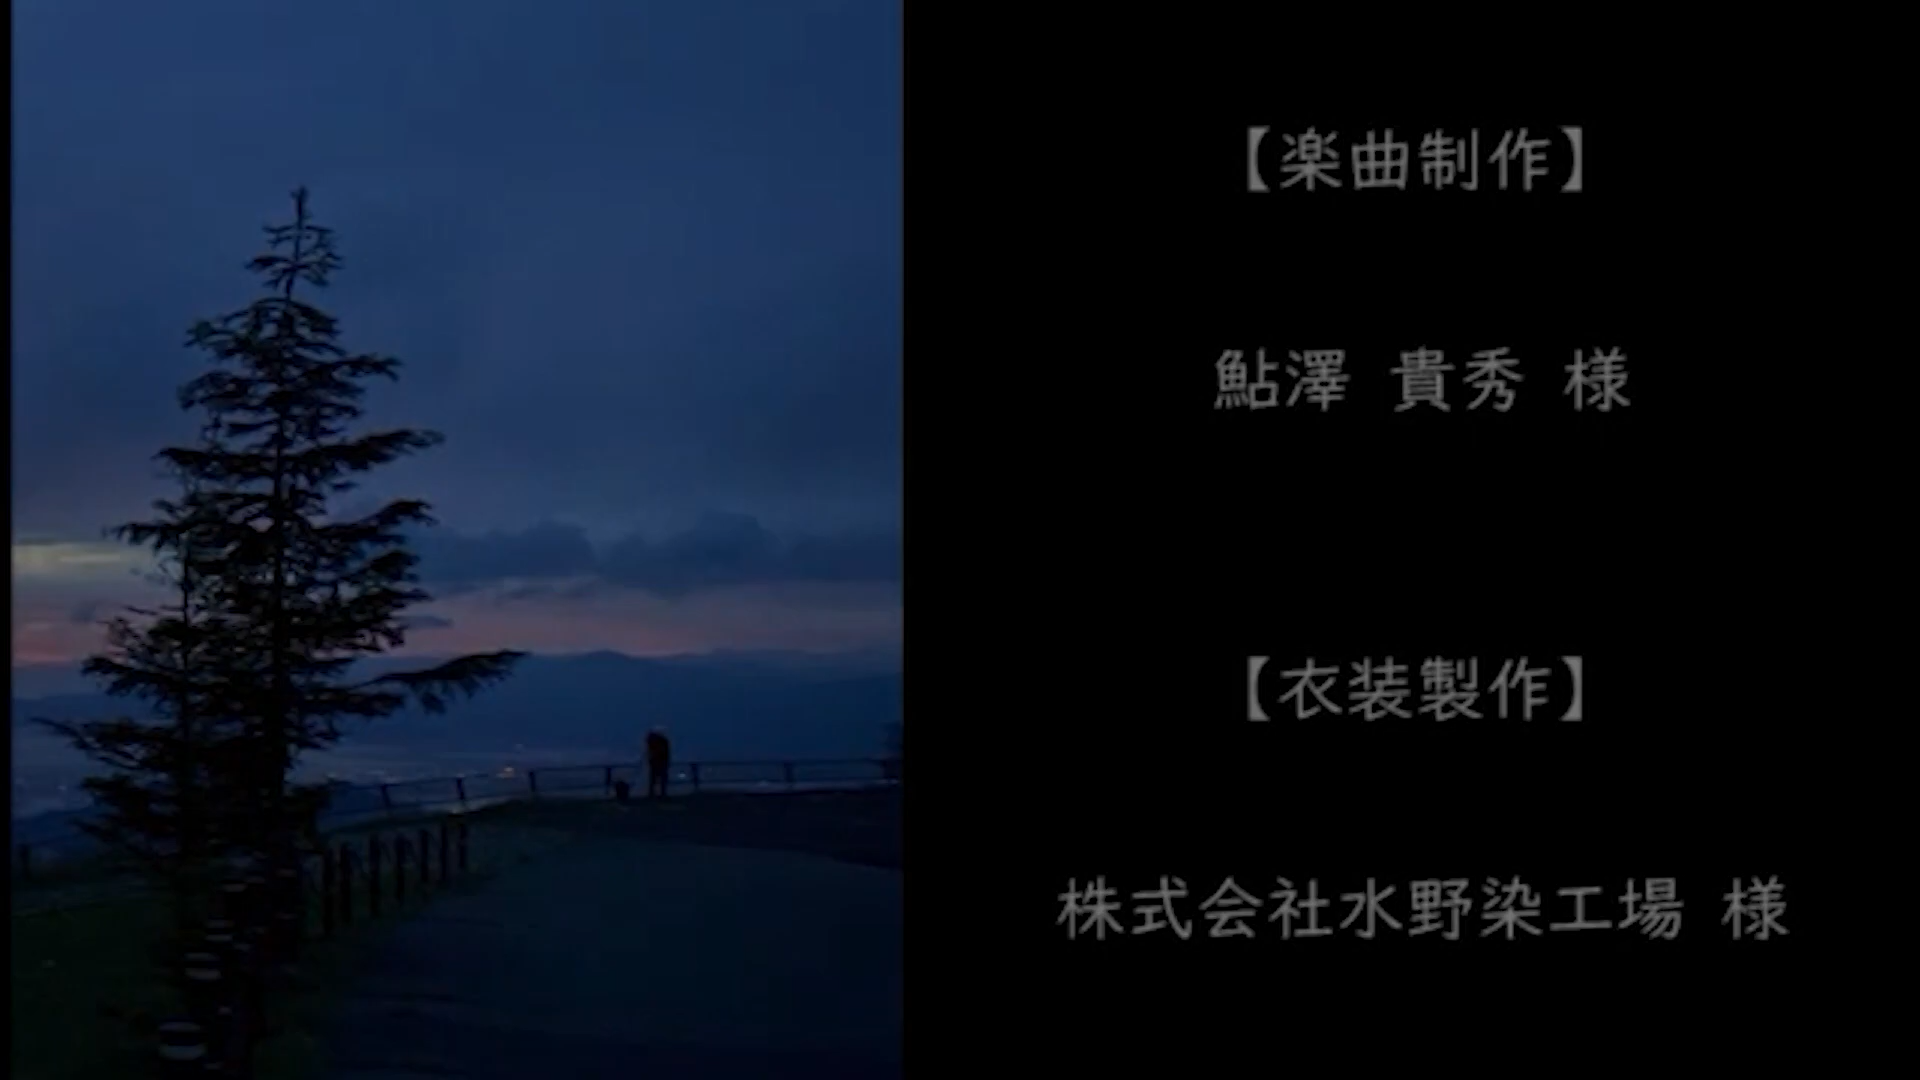 【楽曲制作】
鮎澤 貴秀 様
【衣装製作】
株式会社水野染工場 様